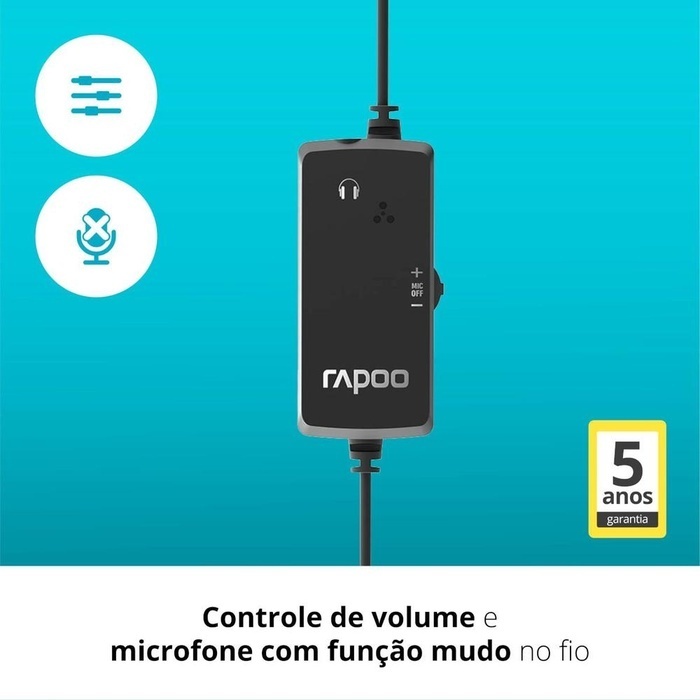 +
MIC
OFF
−
rapoo
5
anos
garantia
Controle de volume e
microfone com função mudo no fio